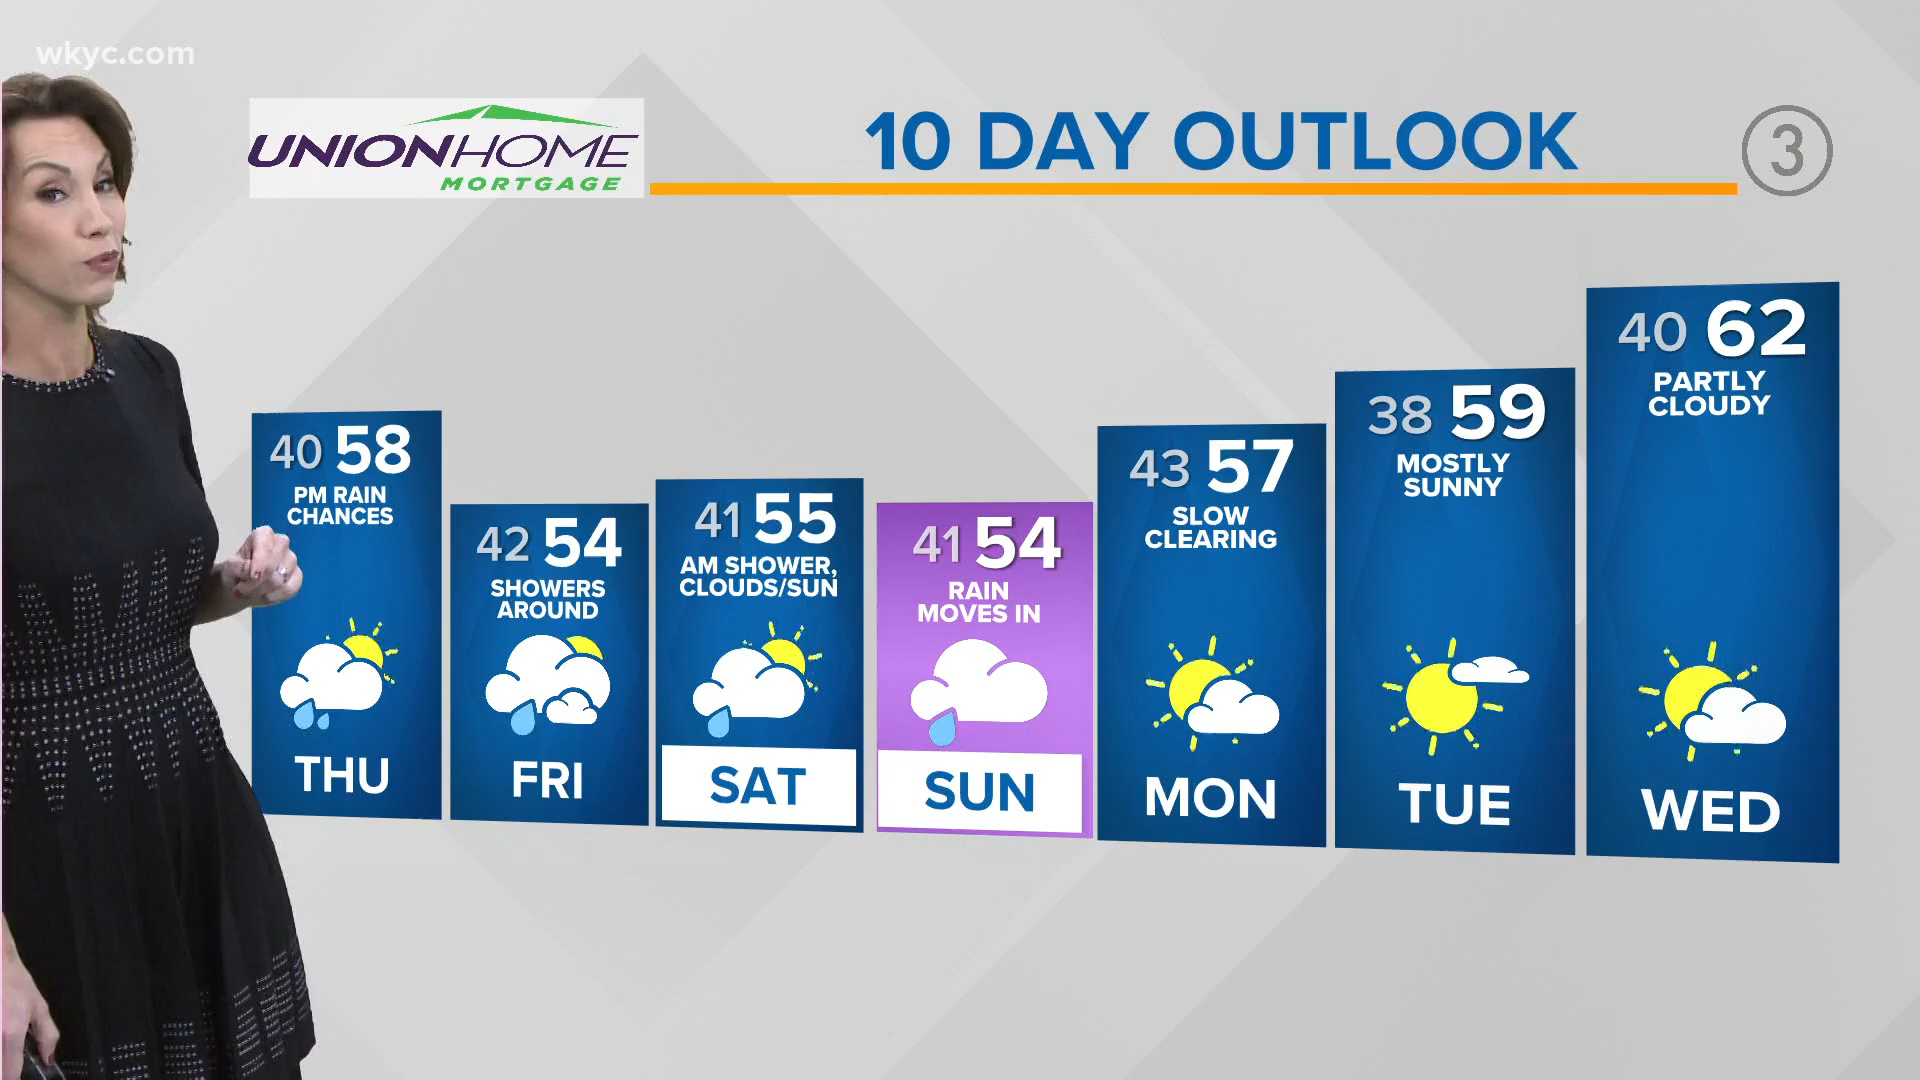 wkyc.com
UNIONHOME
MORTGAGE
10 DAY OUTLOOK
3
40 58
PM RAIN
CHANCES
THU
42 54
SHOWERS
AROUND
FRI
41 55
AM SHOWER,
CLOUDS/SUN
SAT
41 54
RAIN
MOVES IN
SUN
43 57
SLOW
CLEARING
MON
38 59
MOSTLY
SUNNY
TUE
40 62
PARTLY
CLOUDY
WED